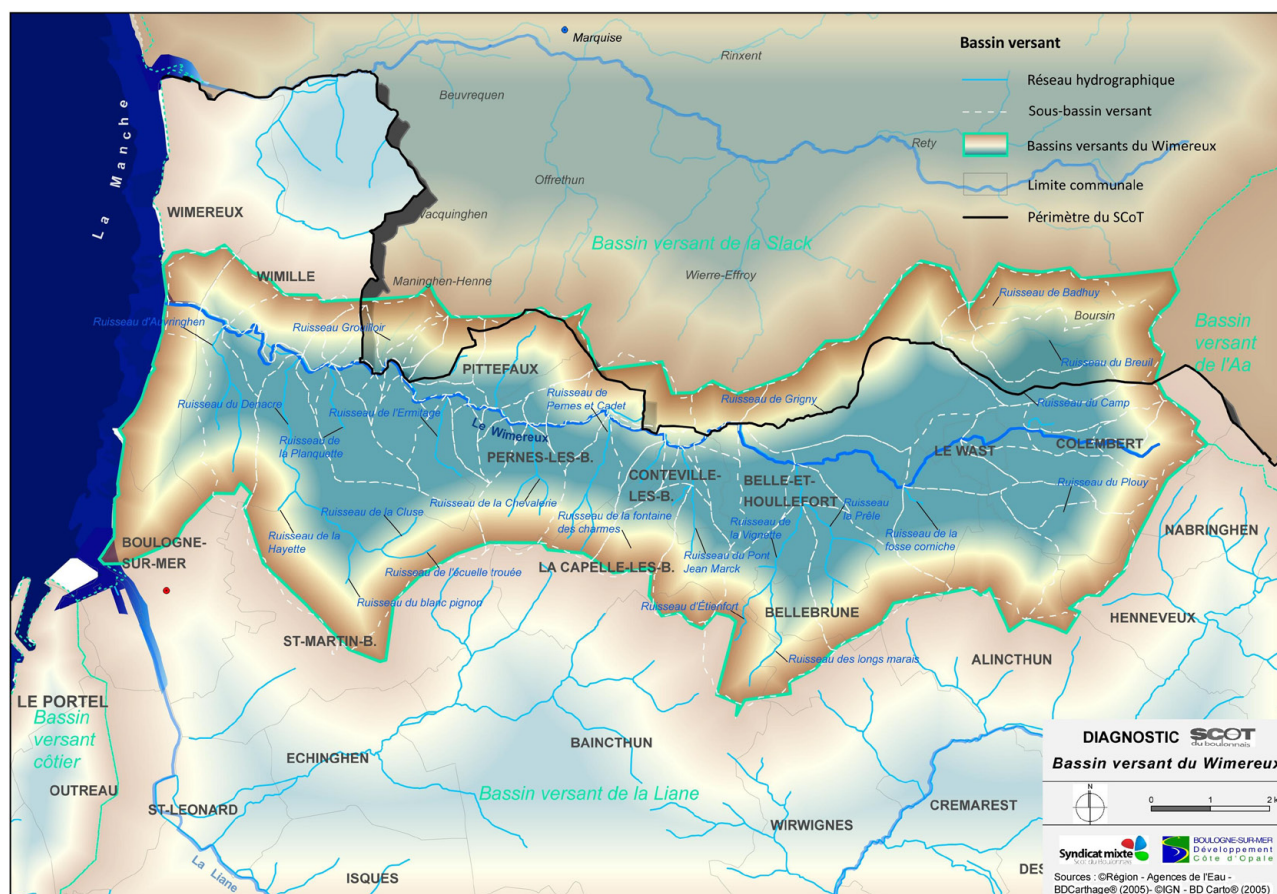 Marquise
Rinxent
Beuvrequen
Bassin versant
Réseau hydrographique
Sous-bassin versant
Bassins versants du Wimereux
Limite communale
Périmètre du SCoT
La Manche
Rety
Offrethun
WIMEREUX
Wacquinghen
Bassin versant de la Slack
Wierre-Effroy
WIMILLE
Maninghen-Henne
Ruisseau de Badhuy
Boursin
Bassin
versant
de l'Aa
Ruisseau d'Auvringhen
Ruisseau Grouilloir
Ruisseau du Breuil
PITTEFAUX
Ruisseau de
Pernes et Cadet
Ruisseau de Grigny
Ruisseau du Camp
Ruisseau du Denacre
Ruisseau de l'Ermitage
Le Wimereux
Ruisseau de
la Planquette
PERNES-LES-B.
LE WAST
COLEMBERT
CONTEVILLE-
LES-B.
BELLE-ET-
HOULLEFORT
Ruisseau du Plouy
Ruisseau de la Chevalerie
Ruisseau
le Prêle
Ruisseau de la Cluse
Ruisseau de la fontaine
des charmes
Ruisseau de
la Vignette
Ruisseau de la
fosse corniche
NABRINGHEN
Ruisseau de la
Hayette
BOULOGNE-
SUR-MER
Ruisseau du Pont
Jean Marck
Ruisseau de l'écuelle trouée
LA CAPELLE-LES-B.
Ruisseau du blanc pignon
Ruisseau d'Étienfort
BELLEBRUNE
HENNEVEUX
ST-MARTIN-B.
Ruisseau des longs marais
ALINCTHUN
LE PORTEL
Bassin
versant
côtier
ECHINGHEN
BAINCTHUN
OUTREAU
Bassin versant de la Liane
ST-LEONARD
CREMAREST
WIRWIGNES
La Liane
ISQUES
DES
DIAGNOSTIC SCOT
du boulonnais
Bassin versant du Wimereux
N
0 1 2 k
Syndicat mixte
Scot du Boulonnais
BOULOGNE-SUR-MER
Développement
Côte d'Opale
Sources : ©Région - Agences de l'Eau -
BDCarthage® (2005)- ©IGN - BD Carto® (2005)